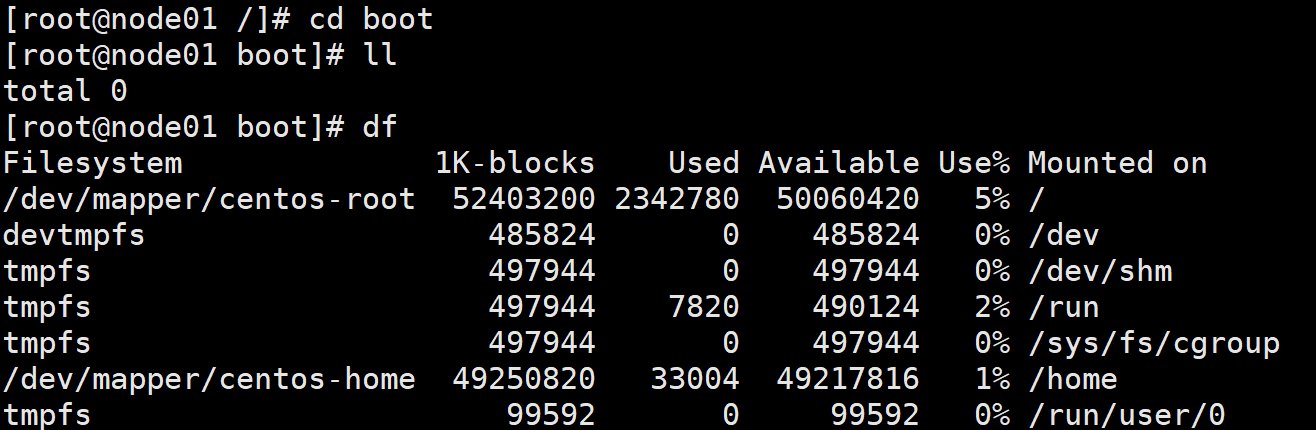 [root@node01 /]# cd boot
[root@node01 boot]# ll
total 0
[root@node01 boot]# df
Filesystem              1K-blocks    Used Available Use% Mounted on
/dev/mapper/centos-root  52403200 2342780  50060420   5% /
devtmpfs                   485824       0    485824   0% /dev
tmpfs                      497944       0    497944   0% /dev/shm
tmpfs                      497944    7820    490124   2% /run
tmpfs                      497944       0    497944   0% /sys/fs/cgroup
/dev/mapper/centos-home  49250820   33004  49217816   1% /home
tmpfs                       99592       0     99592   0% /run/user/0